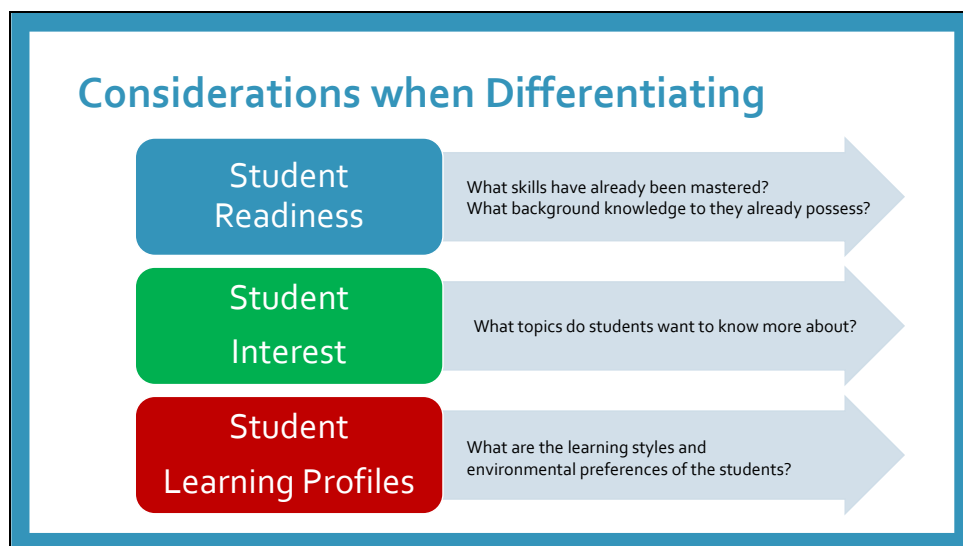 Considerations when Differentiating
Student
Readiness
What skills have already been mastered?
What background knowledge to they already possess?
Student
Interest
What topics do students want to know more about?
Student
Learning Profiles
What are the learning styles and
environmental preferences of the students?